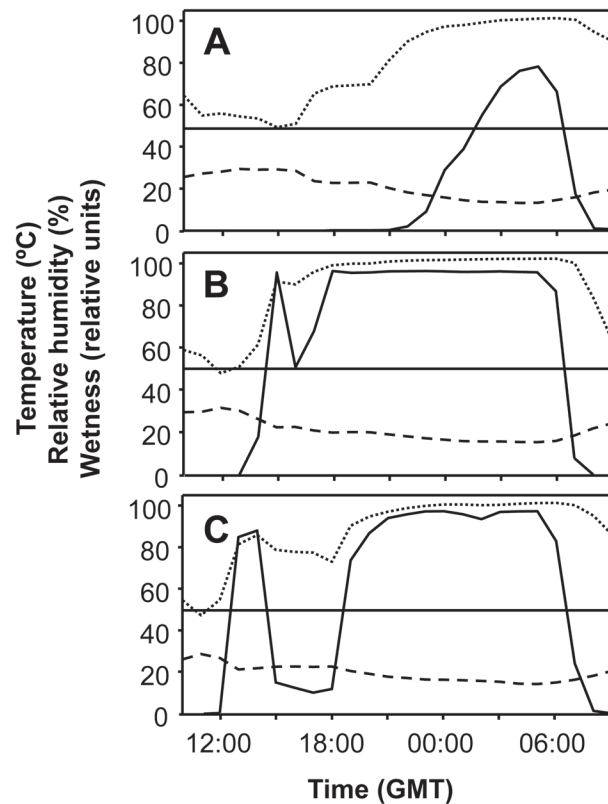 Temperature (ºC)
Relative humidity (%)
Wetness (relative units)
A
100
80
60
40
20
0
B
100
80
60
40
20
0
C
100
80
60
40
20
0
12:00 18:00 00:00 06:00
Time (GMT)